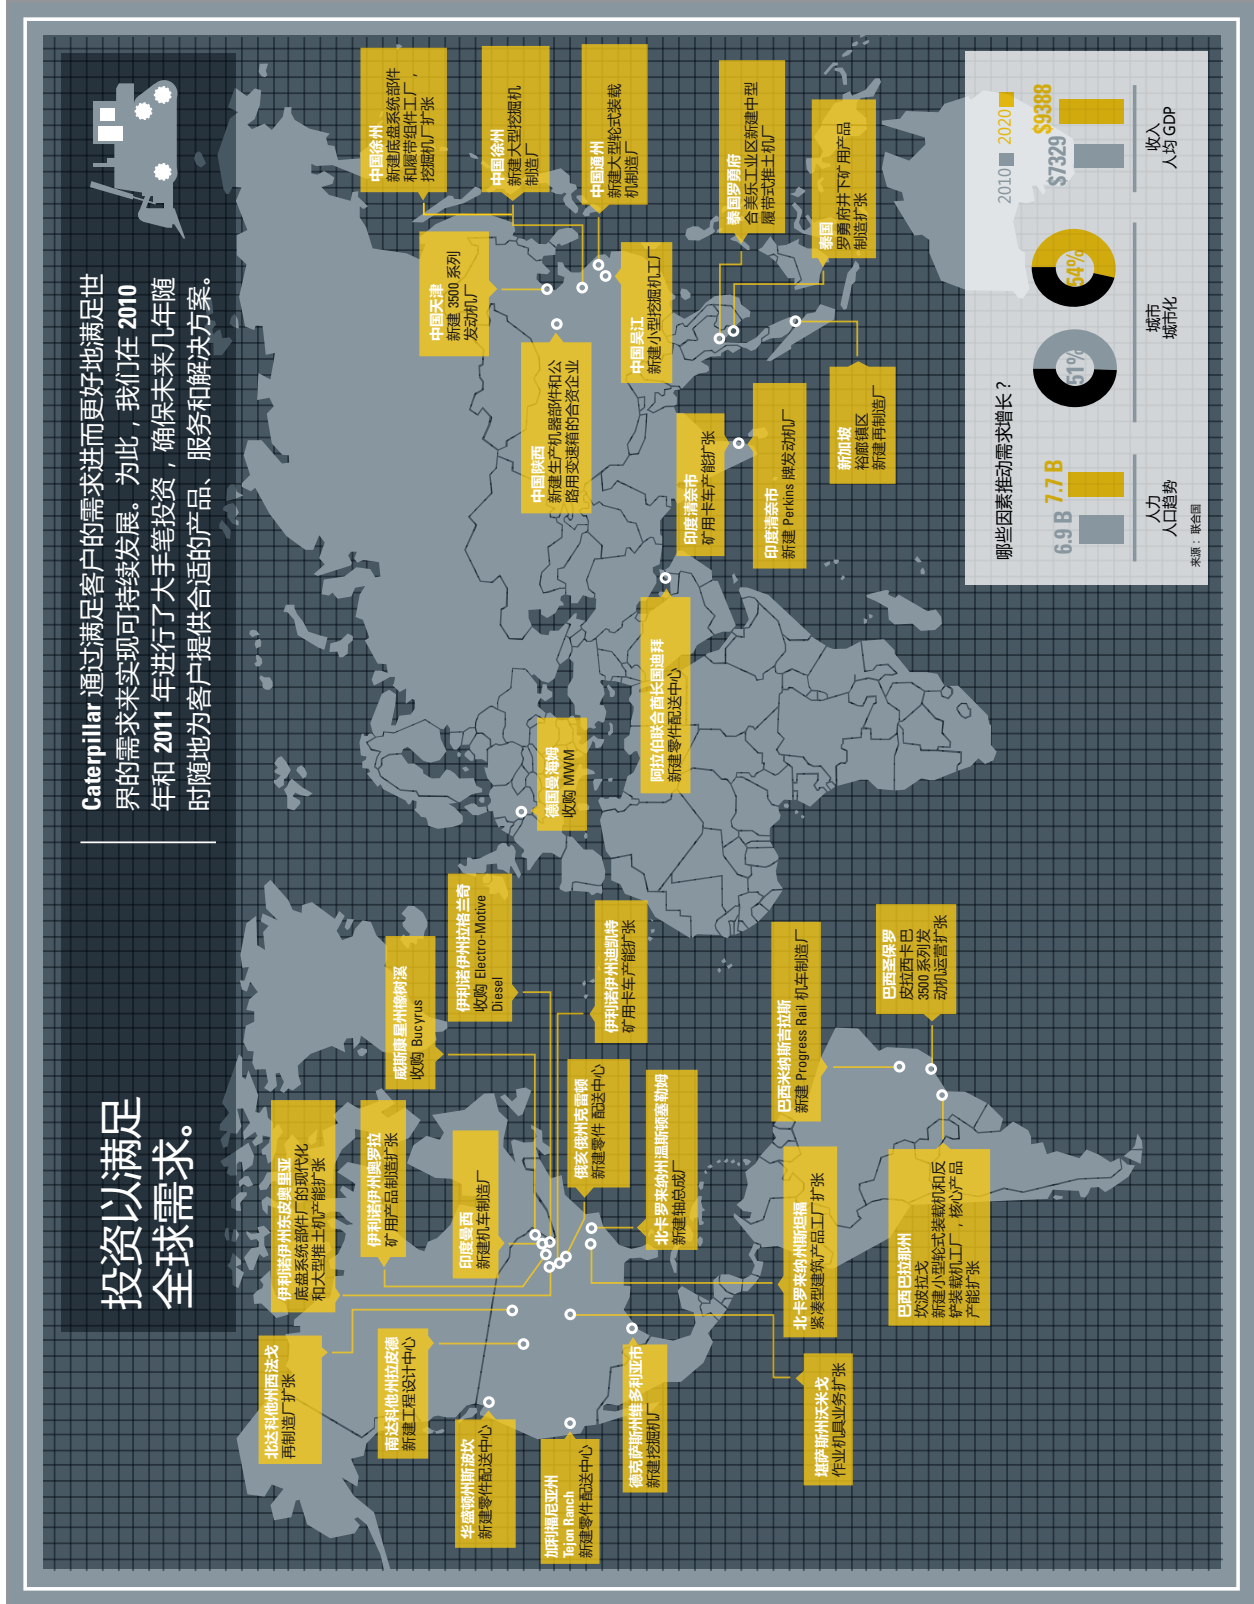 投资以满足
全球需求。
Caterpillar 通过满足客户的需求进而更好地满足世
界的需求来实现可持续发展。为此，我们在 2010
年和 2011 年进行了大手笔投资，确保未来几年随
时随地为客户提供合适的产品、服务和解决方案。
北达科他州西法戈
再制造厂扩张
伊利诺伊州东皮奥里亚
底盘系统部件厂的现代化
和大型推土机产能扩张
伊利诺伊州奥罗拉
矿用产品制造扩张
南达科他州拉皮德
新建工程设计中心
印度曼西
新建机车制造厂
华盛顿州斯波坎
新建零件配送中心
加利福尼亚州
Tejon Ranch
新建零件配送中心
德克萨斯州维多利亚市
新建挖掘机厂
堪萨斯州沃米戈
作业机具业务扩张
威斯康星州橡树溪
收购 Bucyrus
伊利诺伊州拉格兰奇
收购 Electro-Motive
Diesel
伊利诺伊州迪凯特
矿用卡车产能扩张
俄亥俄州克雷顿
新建零件 配送中心
北卡罗来纳州温斯顿塞勒姆
新建轴总成厂
北卡罗来纳州斯坦福
紧凑型建筑产品工厂扩张
巴西米纳斯吉拉斯
新建 Progress Rail 机车制造厂
巴西圣保罗
皮拉西卡巴
3500 系列发
动机运营扩张
巴西巴拉那州
坎波拉戈
新建小型轮式装载机和反
铲装载机工厂，核心产品
产能扩张
德国曼海姆
收购 MWM
阿拉伯联合酋长国迪拜
新建零件配送中心
中国徐州
新建底盘系统部件
和履带组件工厂，
挖掘机厂扩张
中国徐州
新建大型挖掘机
制造厂
中国通州
新建大型轮式装载
机制造厂
中国天津
新建 3500 系列
发动机厂
中国陕西
新建生产机器部件和公
路用变速箱的合资企业
中国吴江
新建小型挖掘机工厂
泰国罗勇府
合美乐工业区新建中型
履带式推土机厂
泰国
罗勇府井下矿用产品
制造扩张
印度清奈市
矿用卡车产能扩张
印度清奈市
新建 Perkins 牌发动机厂
新加坡
裕廊镇区
新建再制造厂
哪些因素推动需求增长？
2010 2020
6.9 B 7.7 B
人力
人口趋势
51% 54%
城市
城市化
$7329 $9388
收入
人均 GDP
来源：联合国